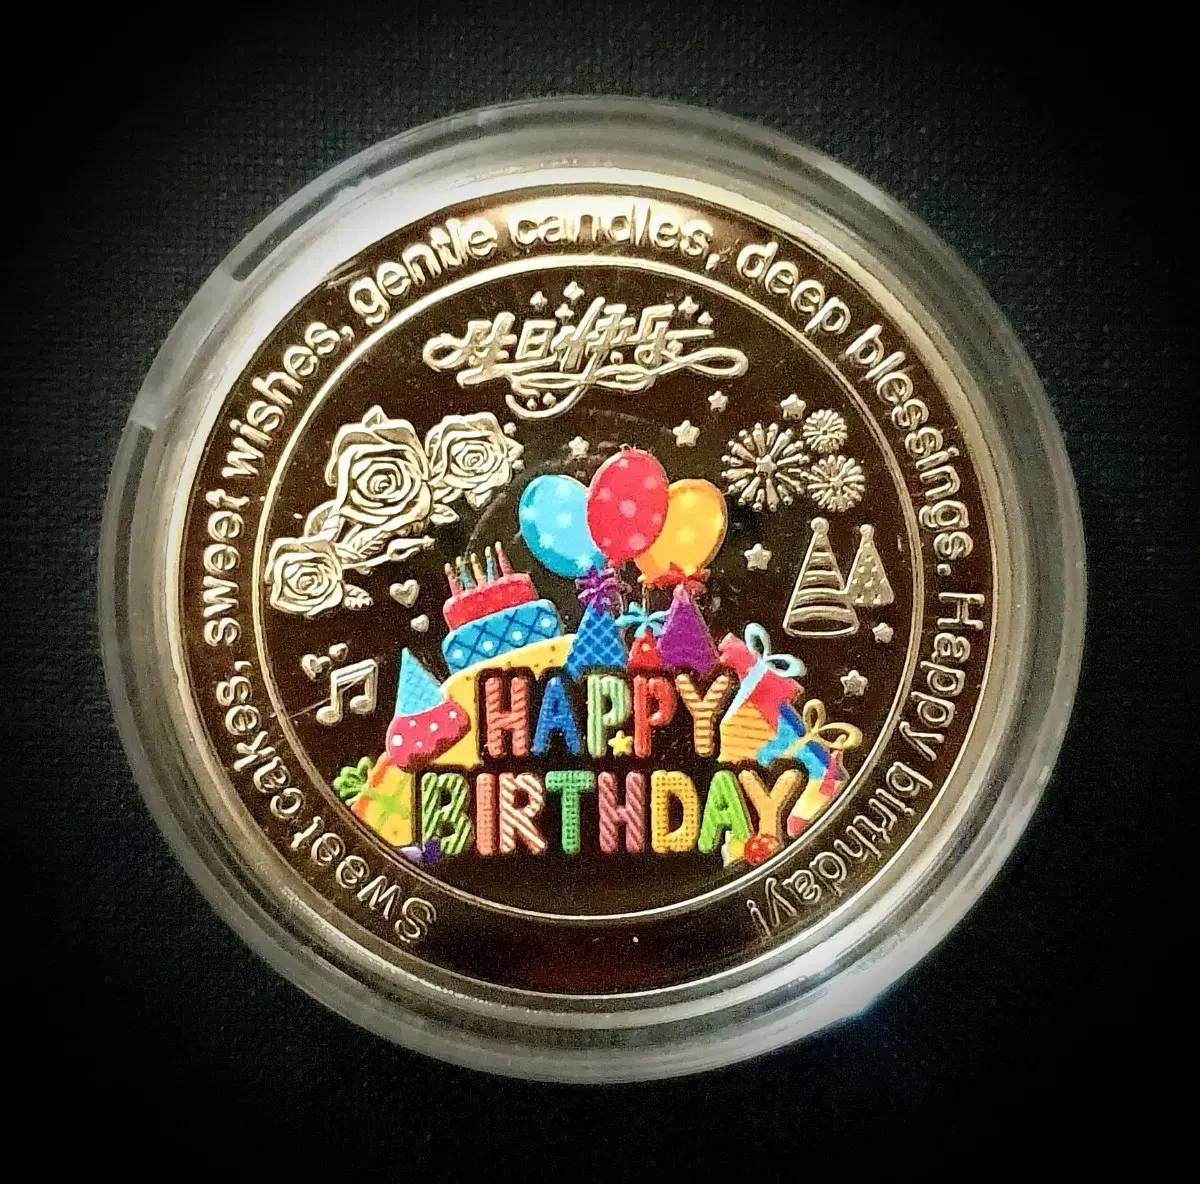 Sweet cakes, sweet wishes, gentle candles, deep blessings. Happy birthday!
生日快乐
HAPPY
BIRTHDAY